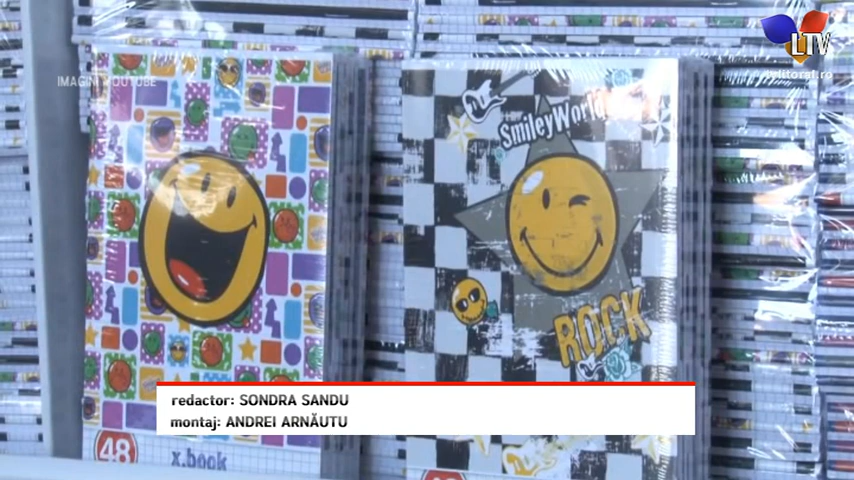 IMAGINI YOUTUBE
LTV
SmileyWorld
ROCK
redactor: SONDRA SANDU
montaj: ANDREI ARNĂUTU
48
x.book